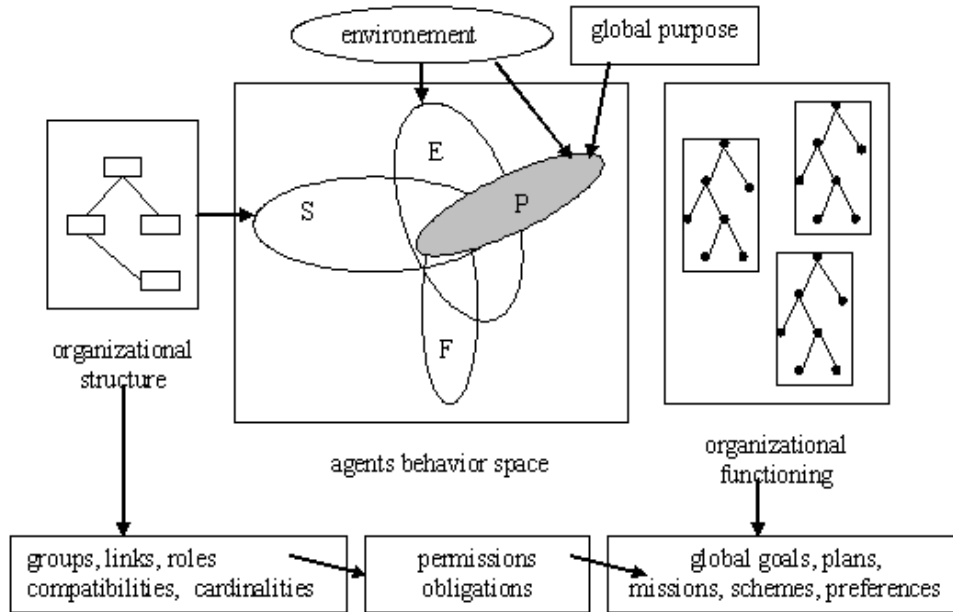 environement
global purpose
E
S
P
F
organizational
structure
agents behavior space
organizational
functioning
groups, links, roles
compatibilities, cardinalities
permissions
obligations
global goals, plans,
missions, schemes, preferences